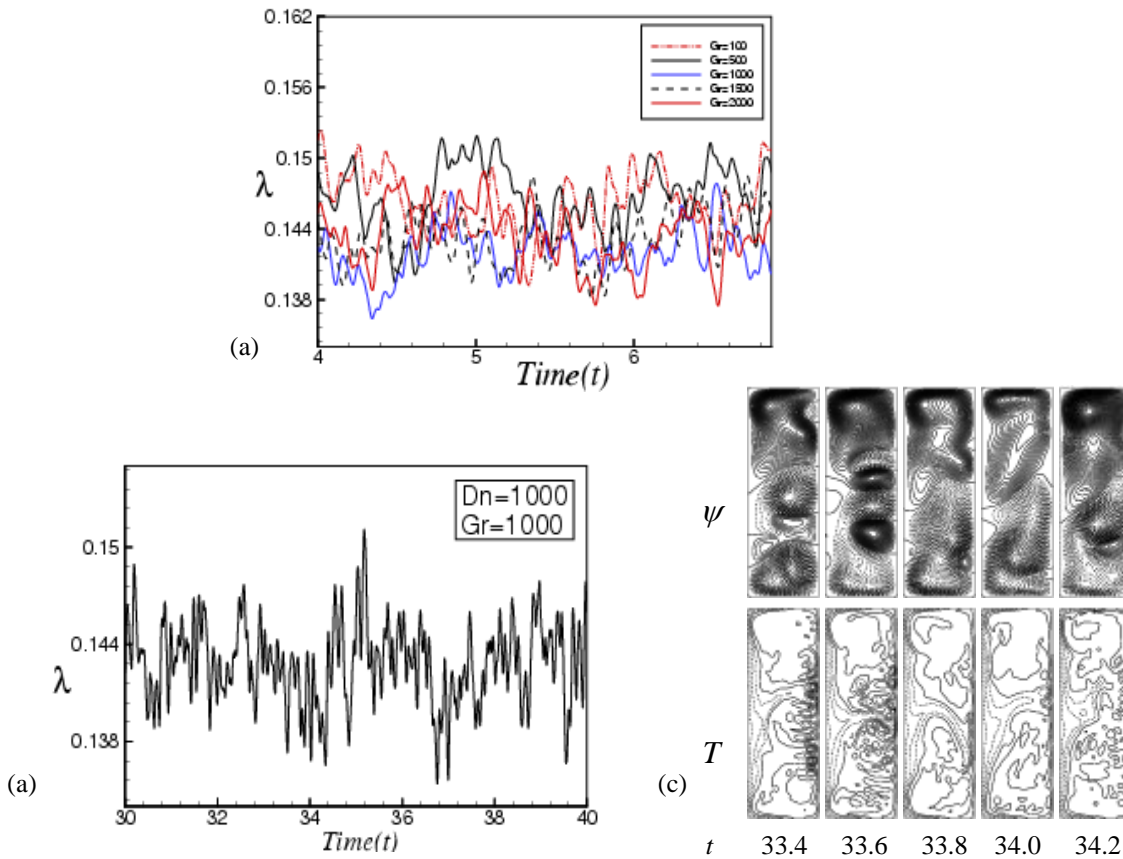 0.162
0.156
0.15
0.144
0.138
λ
Gr=100
Gr=500
Gr=1000
Gr=1500
Gr=2000
4 5 6
Time(t)
(a)
Dn=1000
Gr=1000
0.15
0.144
0.138
λ
30 32 34 36 38 40
Time(t)
(a)
ψ
T
(c)
t 33.4 33.6 33.8 34.0 34.2